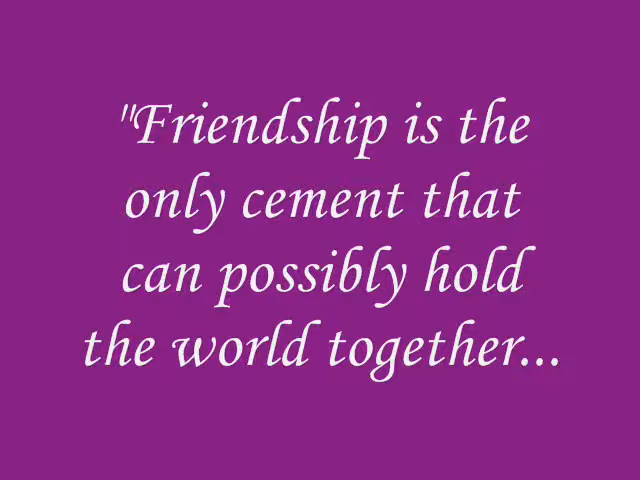 "Friendship is the
only cement that
can possibly hold
the world together...